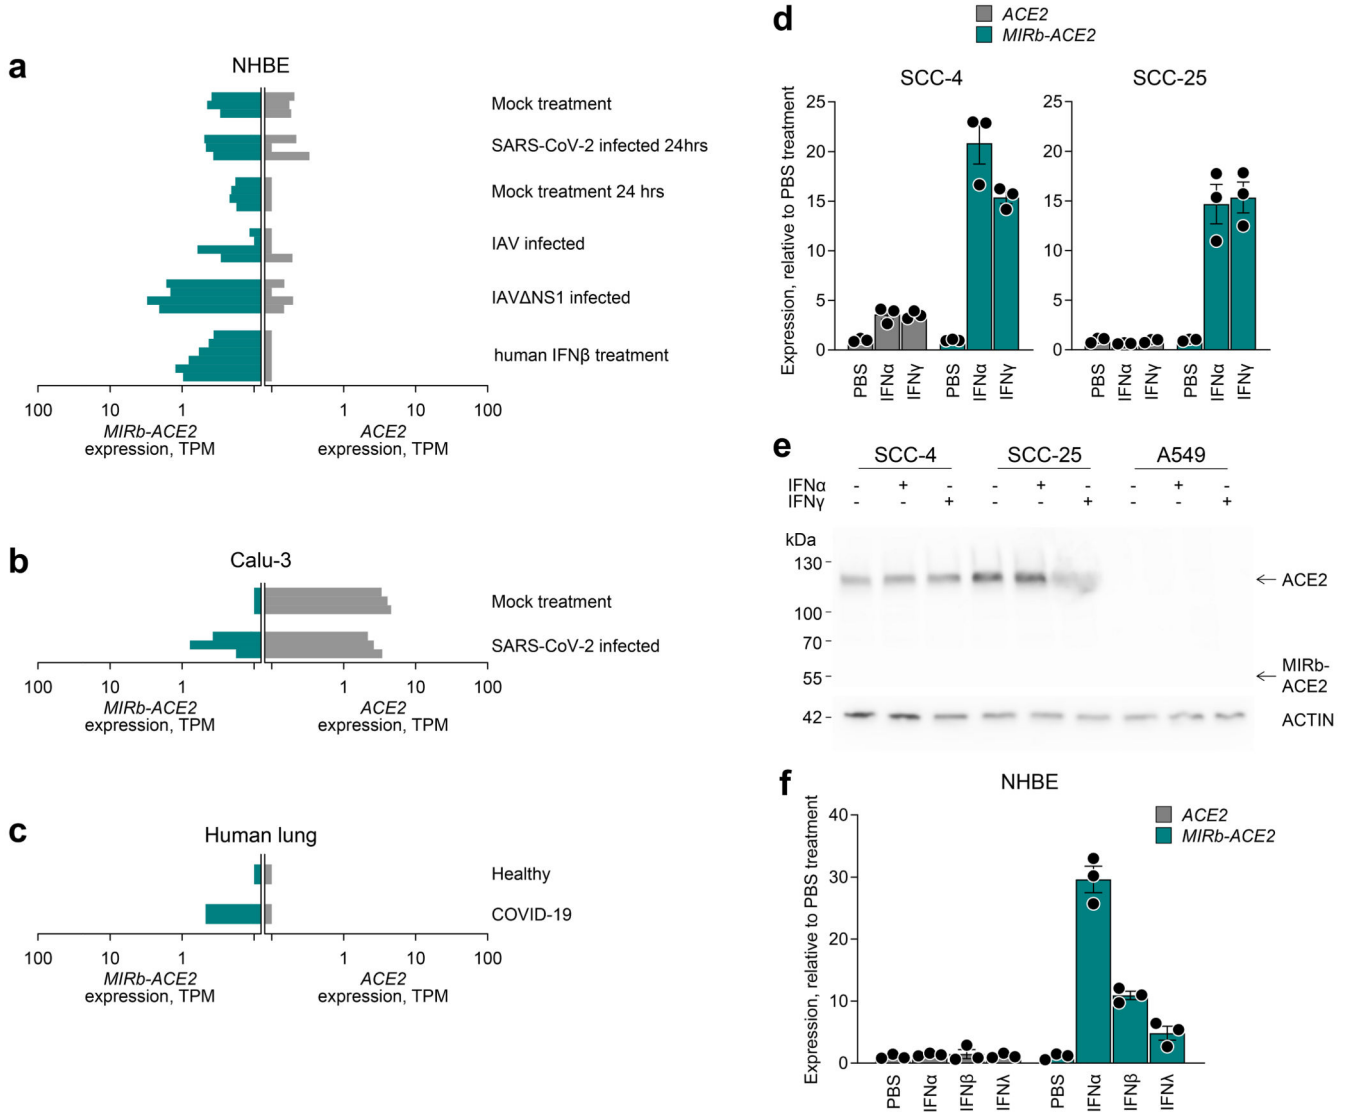 a
NHBE
Mock treatment
SARS-CoV-2 infected 24hrs
Mock treatment 24 hrs
IAV infected
IAVΔNS1 infected
human IFNβ treatment
100 10 1 1 10 100
MIRb-ACE2 ACE2
expression, TPM expression, TPM
b
Calu-3
Mock treatment
SARS-CoV-2 infected
100 10 1 1 10 100
MIRb-ACE2 ACE2
expression, TPM expression, TPM
c
Human lung
Healthy
COVID-19
100 10 1 1 10 100
MIRb-ACE2 ACE2
expression, TPM expression, TPM
d
ACE2
MIRb-ACE2
SCC-4 SCC-25
Expression, relative to PBS treatment
25 25
20 20
15 15
10 10
5 5
0 0
PBS IFNα IFNγ PBS IFNα IFNγ PBS IFNα IFNγ PBS IFNα IFNγ
e
SCC-4 SCC-25 A549
IFNα - + - - + - - + -
IFNγ - - + - - + - - +
kDa
130
ACE2
100
70
MIRb-
55
ACE2
42
ACTIN
f
NHBE
ACE2
MIRb-ACE2
Expression, relative to PBS treatment
40
30
20
10
0
PBS IFNα IFNβ IFNλ PBS IFNα IFNβ IFNλ